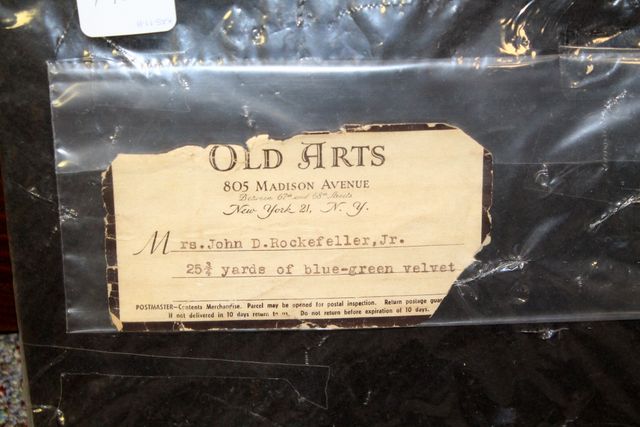 OLD ARTS
805 MADISON AVENUE
Between 67th and 68th Streets
New York 21, N. Y.
Mrs.John D.Rockefeller,Jr.
25¾ yards of blue-green velvet
POSTMASTER—Contents Merchandise. Parcel may be opened for postal inspection. Return postage
If not delivered in 10 days return to us. Do not return before expiration of 10 days.